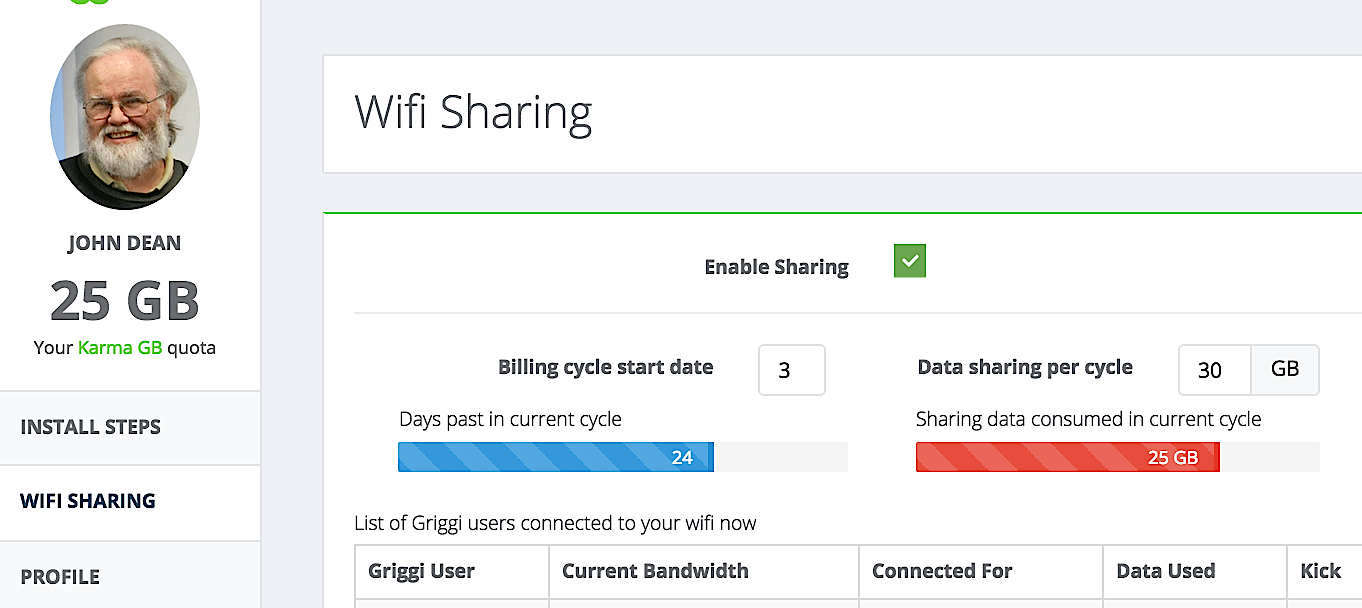 JOHN DEAN
25 GB
Your Karma GB quota
INSTALL STEPS
WIFI SHARING
PROFILE
Wifi Sharing
Enable Sharing
Billing cycle start date 3
Data sharing per cycle 30 GB
Days past in current cycle
24
Sharing data consumed in current cycle
25 GB
List of Griggi users connected to your wifi now
Griggi User Current Bandwidth Connected For Data Used Kick